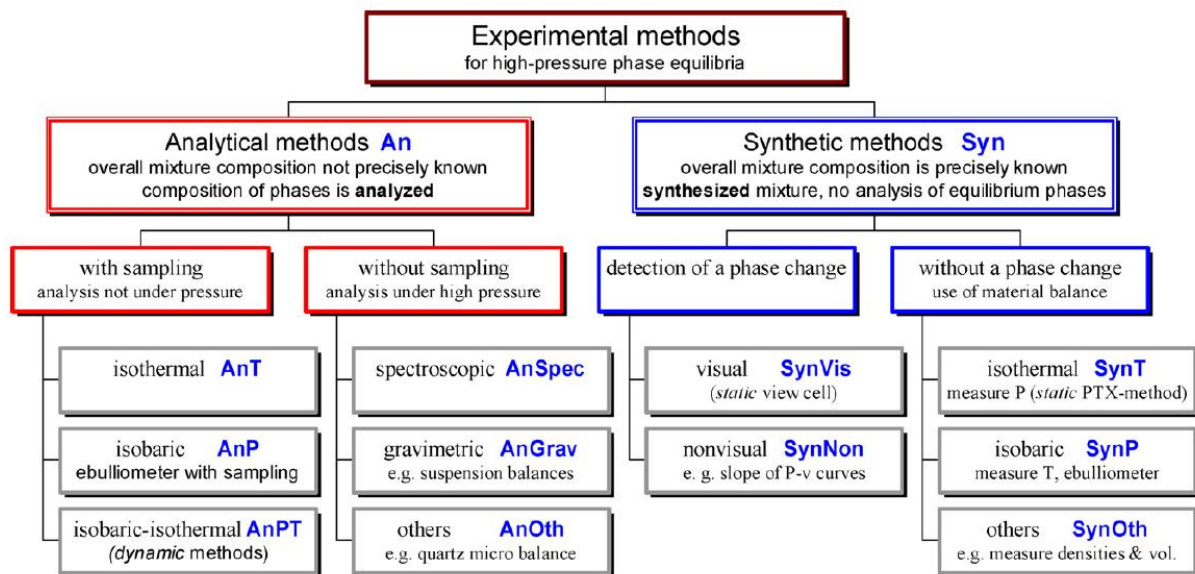 Experimental methods
for high-pressure phase equilibria
Analytical methods An
overall mixture composition not precisely known
composition of phases is analyzed
Synthetic methods Syn
overall mixture composition is precisely known
synthesized mixture, no analysis of equilibrium phases
with sampling
analysis not under pressure
without sampling
analysis under high pressure
detection of a phase change
without a phase change
use of material balance
isothermal AnT
isobaric AnP
ebulliometer with sampling
isobaric-isothermal AnPT
(dynamic methods)
spectroscopic AnSpec
gravimetric AnGrav
e.g. suspension balances
others AnOth
e.g. quartz micro balance
visual SynVis
(static view cell)
nonvisual SynNon
e. g. slope of P-v curves
isothermal SynT
measure P (static PTX-method)
isobaric SynP
measure T, ebulliometer
others SynOth
e.g. measure densities & vol.